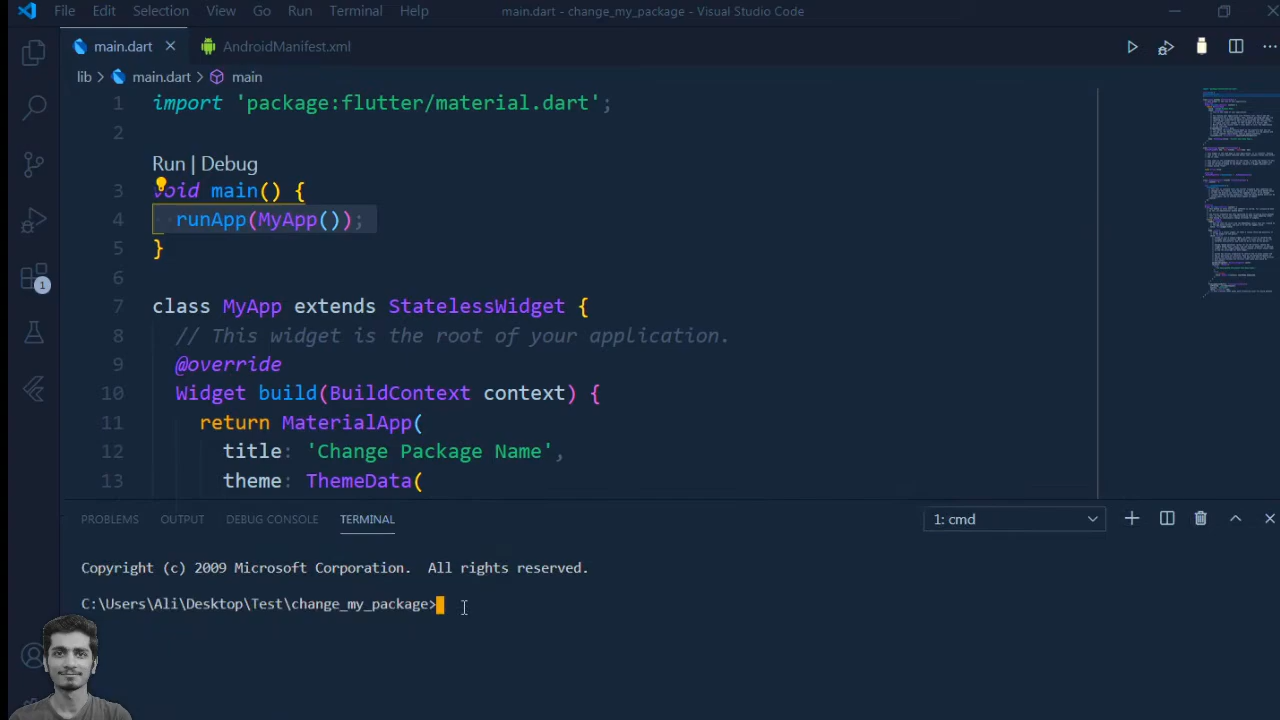 File Edit Selection View Go Run Terminal Help main.dart - change_my_package - Visual Studio Code
main.dart AndroidManifest.xml
lib > main.dart > main
1 import 'package:flutter/material.dart';
2
Run | Debug
3 void main() {
4 runApp(MyApp());
5 }
6
7 class MyApp extends StatelessWidget {
8 // This widget is the root of your application.
9 @override
10 Widget build(BuildContext context) {
11 return MaterialApp(
12 title: 'Change Package Name',
13 theme: ThemeData(
1
PROBLEMS OUTPUT DEBUG CONSOLE TERMINAL 1: cmd
Copyright (c) 2009 Microsoft Corporation. All rights reserved.
C:\Users\Ali\Desktop\Test\change_my_package>